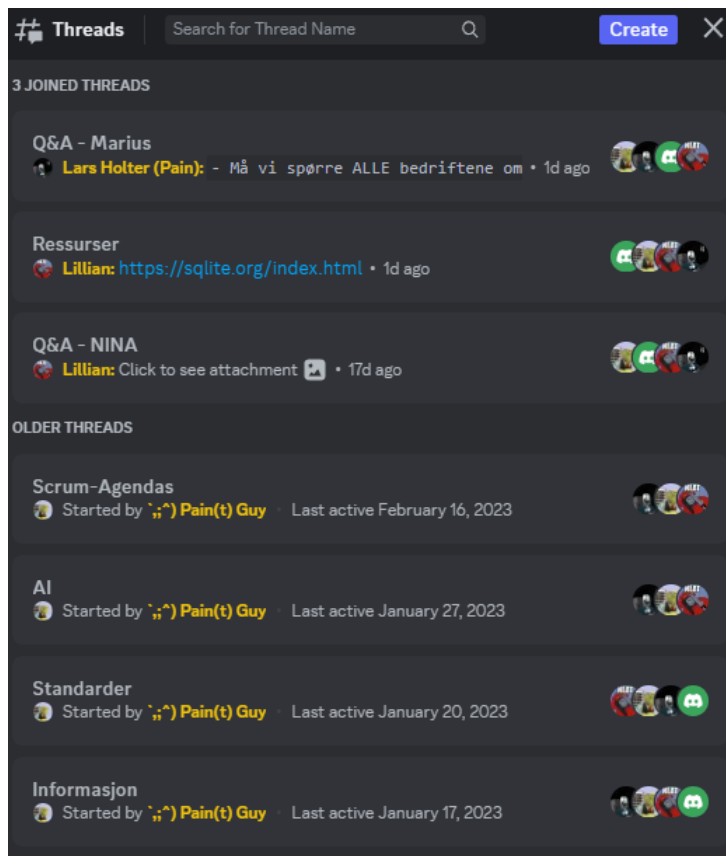 Threads
Search for Thread Name
Create
3 JOINED THREADS
Q&A - Marius
Lars Holter (Pain): - Må vi spørre ALLE bedriftene om • 1d ago
Ressurser
Lillian: https://sqlite.org/index.html • 1d ago
Q&A - NINA
Lillian: Click to see attachment • 17d ago
OLDER THREADS
Scrum-Agendas
Started by `,;^) Pain(t) Guy • Last active February 16, 2023
AI
Started by `,;^) Pain(t) Guy • Last active January 27, 2023
Standarder
Started by `,;^) Pain(t) Guy • Last active January 20, 2023
Informasjon
Started by `,;^) Pain(t) Guy • Last active January 17, 2023